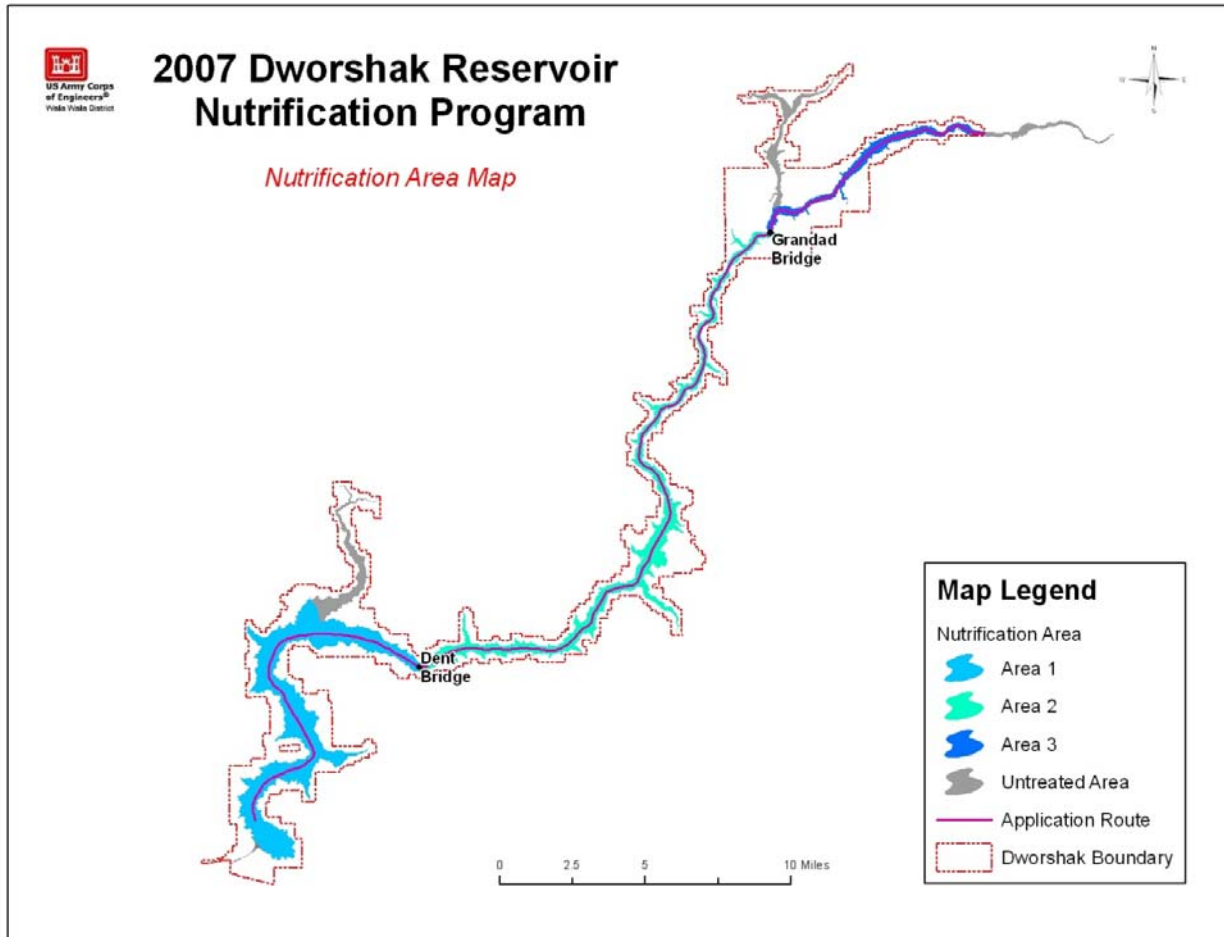 US Army Corps
of Engineers®
Walla Walla District
2007 Dworshak Reservoir
Nutrification Program
Nutrification Area Map
N
W
E
S
Grandad
Bridge
Dent
Bridge
Map Legend
Nutrification Area
Area 1
Area 2
Area 3
Untreated Area
Application Route
Dworshak Boundary
0 2.5 5 10 Miles